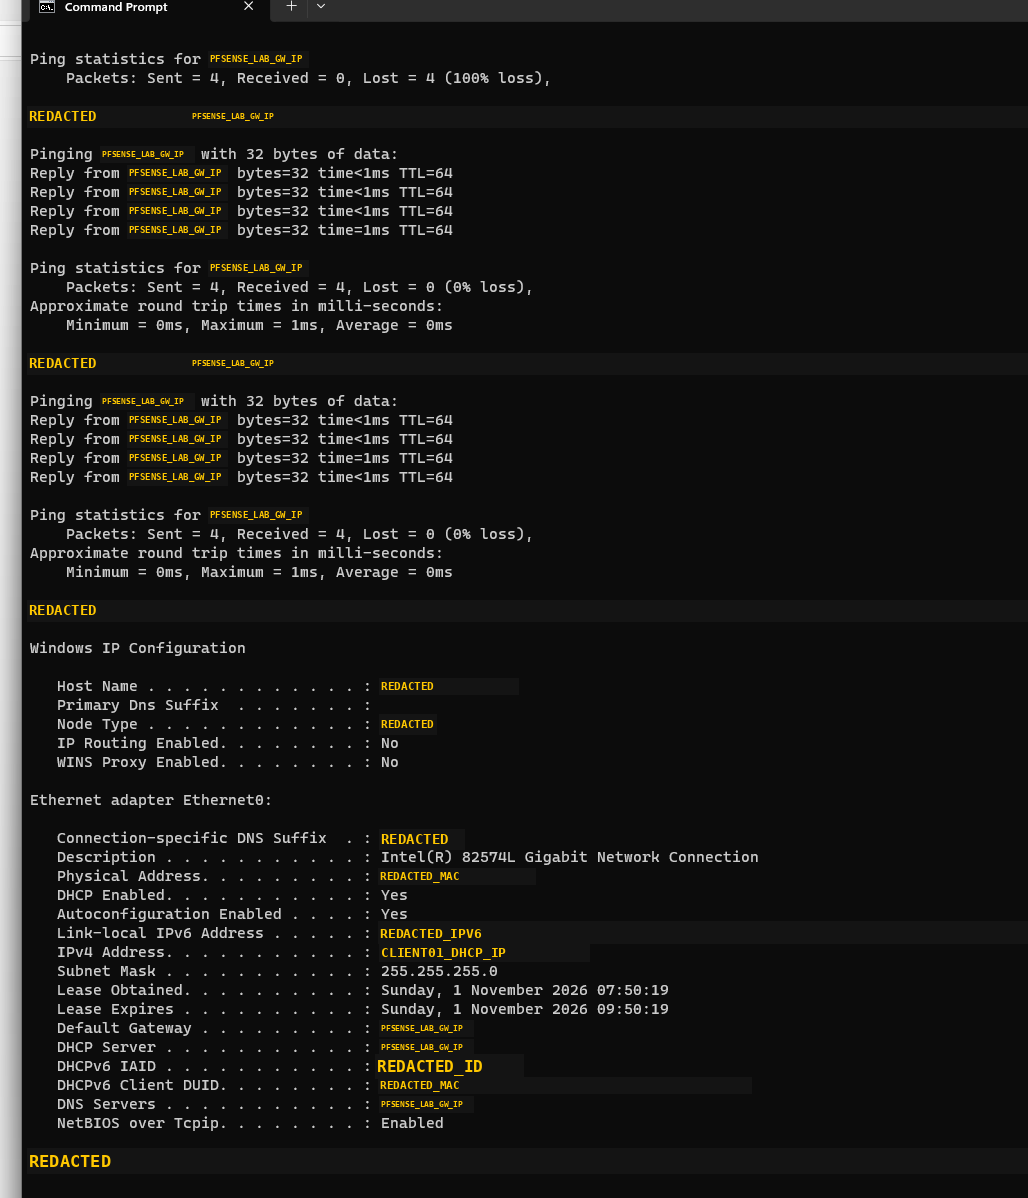 Command Prompt
Ping statistics for PFSENSE_LAB_GW_IP
Packets: Sent = 4, Received = 0, Lost = 4 (100% loss),
REDACTED PFSENSE_LAB_GW_IP
Pinging PFSENSE_LAB_GW_IP with 32 bytes of data:
Reply from PFSENSE_LAB_GW_IP bytes=32 time<1ms TTL=64
Reply from PFSENSE_LAB_GW_IP bytes=32 time<1ms TTL=64
Reply from PFSENSE_LAB_GW_IP bytes=32 time<1ms TTL=64
Reply from PFSENSE_LAB_GW_IP bytes=32 time=1ms TTL=64
Ping statistics for PFSENSE_LAB_GW_IP
Packets: Sent = 4, Received = 4, Lost = 0 (0% loss),
Approximate round trip times in milli-seconds:
Minimum = 0ms, Maximum = 1ms, Average = 0ms
REDACTED PFSENSE_LAB_GW_IP
Pinging PFSENSE_LAB_GW_IP with 32 bytes of data:
Reply from PFSENSE_LAB_GW_IP bytes=32 time<1ms TTL=64
Reply from PFSENSE_LAB_GW_IP bytes=32 time<1ms TTL=64
Reply from PFSENSE_LAB_GW_IP bytes=32 time=1ms TTL=64
Reply from PFSENSE_LAB_GW_IP bytes=32 time<1ms TTL=64
Ping statistics for PFSENSE_LAB_GW_IP
Packets: Sent = 4, Received = 4, Lost = 0 (0% loss),
Approximate round trip times in milli-seconds:
Minimum = 0ms, Maximum = 1ms, Average = 0ms
REDACTED
Windows IP Configuration
Host Name . . . . . . . . . . . . : REDACTED
Primary Dns Suffix  . . . . . . . :
Node Type . . . . . . . . . . . . : REDACTED
IP Routing Enabled. . . . . . . . : No
WINS Proxy Enabled. . . . . . . . : No
Ethernet adapter Ethernet0:
Connection-specific DNS Suffix  . : REDACTED
Description . . . . . . . . . . . : Intel(R) 82574L Gigabit Network Connection
Physical Address. . . . . . . . . : REDACTED_MAC
DHCP Enabled. . . . . . . . . . . : Yes
Autoconfiguration Enabled . . . . : Yes
Link-local IPv6 Address . . . . . : REDACTED_IPV6
IPv4 Address. . . . . . . . . . . : CLIENT01_DHCP_IP
Subnet Mask . . . . . . . . . . . : 255.255.255.0
Lease Obtained. . . . . . . . . . : Sunday, 1 November 2026 07:50:19
Lease Expires . . . . . . . . . . : Sunday, 1 November 2026 09:50:19
Default Gateway . . . . . . . . . : PFSENSE_LAB_GW_IP
DHCP Server . . . . . . . . . . . : PFSENSE_LAB_GW_IP
DHCPv6 IAID . . . . . . . . . . . : REDACTED_ID
DHCPv6 Client DUID. . . . . . . . : REDACTED_MAC
DNS Servers . . . . . . . . . . . : PFSENSE_LAB_GW_IP
NetBIOS over Tcpip. . . . . . . . : Enabled
REDACTED